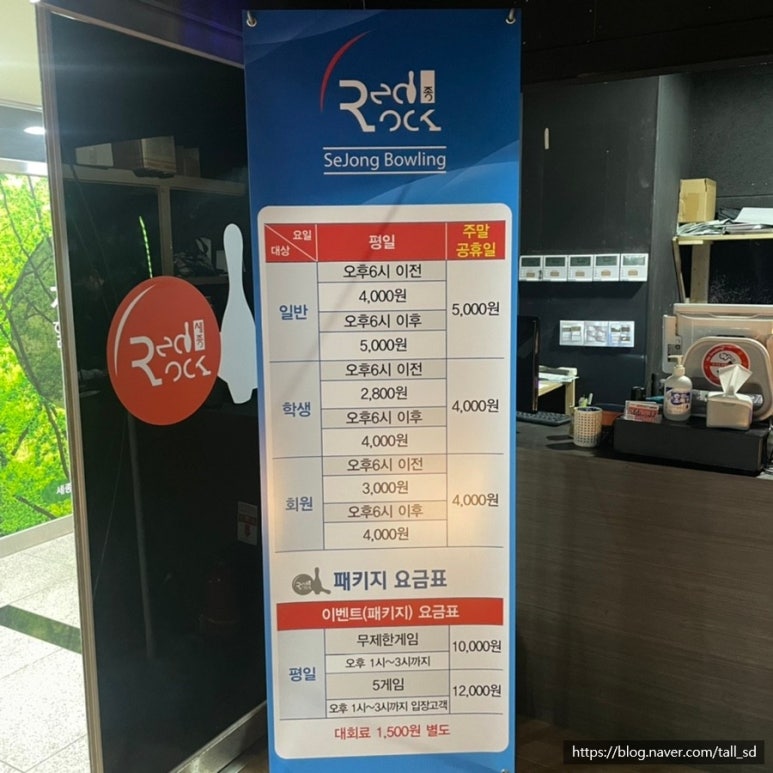 Red 종
Rock
SeJong Bowling
요일
대상
평일
주말
공휴일
일반
오후6시 이전
4,000원
오후6시 이후
5,000원
5,000원
학생
오후6시 이전
2,800원
오후6시 이후
4,000원
4,000원
회원
오후6시 이전
3,000원
오후6시 이후
4,000원
4,000원
패키지 요금표
이벤트(패키지) 요금표
평일
무제한게임
오후 1시~3시까지
10,000원
5게임
오후 1시~3시까지 입장고객
12,000원
대회료 1,500원 별도
Red 세종
Rock
https://blog.naver.com/tall_sd